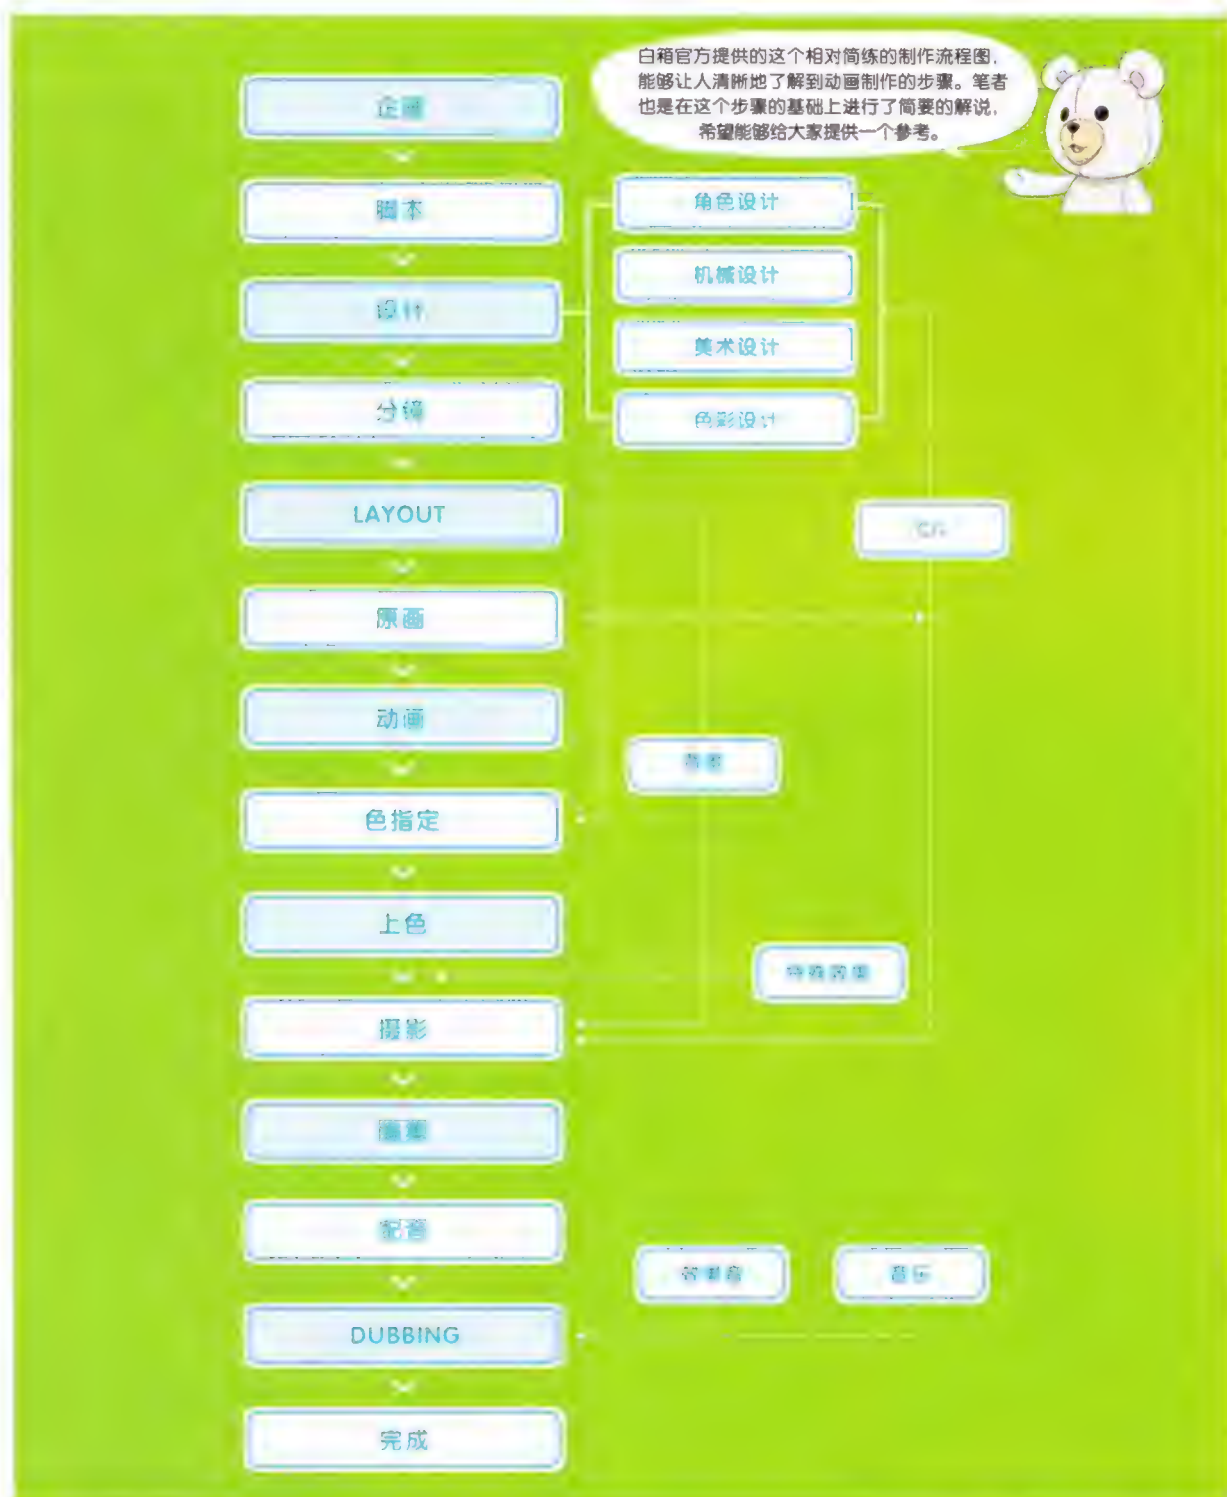 白箱官方提供的这个相对简练的制作流程图，
能够让人清晰地了解到动画制作的步骤。笔者
也是在这个步骤的基础上进行了简要的解说，
希望能够给大家提供一个参考。
企画
脚本
角色设计
机械设计
设计
美术设计
分镜
色彩设计
LAYOUT
CG
原画
动画
色指定
上色
特殊效果
摄影
编集
配音
效果音
音乐
DUBBING
完成